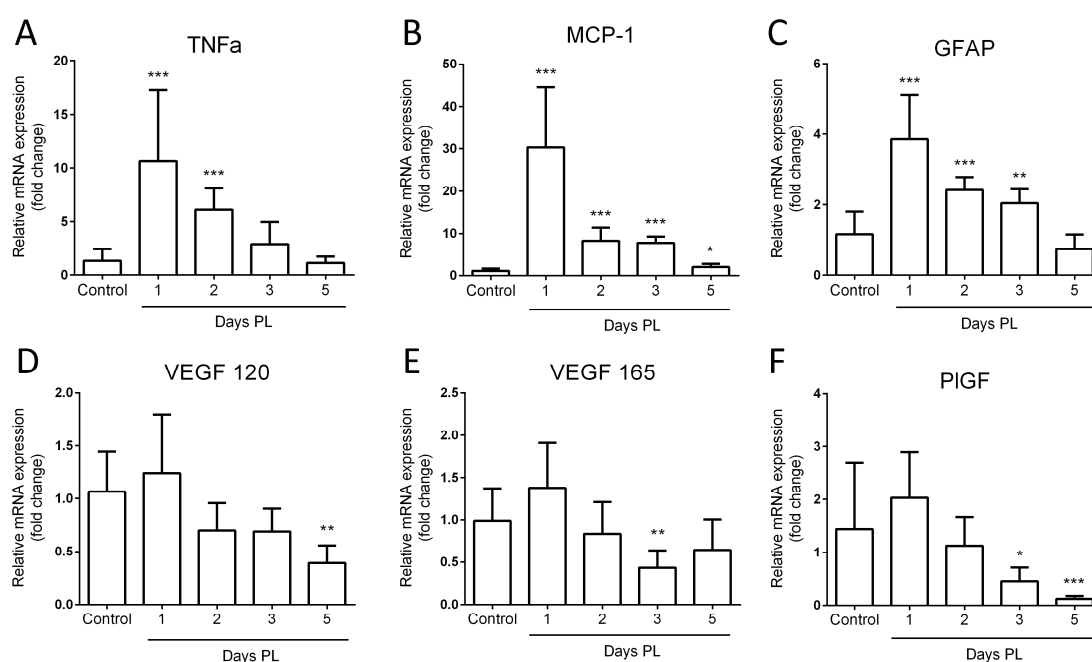 A
TNFa
Relative mRNA expression
(fold change)
20
15
10
5
0
***
***
Control 1 2 3 5
Days PL
B
MCP-1
Relative mRNA expression
(fold change)
50
40
30
20
10
0
***
***
***
*
Control 1 2 3 5
Days PL
C
GFAP
Relative mRNA expression
(fold change)
6
4
2
0
***
***
**
Control 1 2 3 5
Days PL
D
VEGF 120
Relative mRNA expression
(fold change)
2.0
1.5
1.0
0.5
0.0
**
Control 1 2 3 5
Days PL
E
VEGF 165
Relative mRNA expression
(fold change)
2.5
2.0
1.5
1.0
0.5
0.0
**
Control 1 2 3 5
Days PL
F
PlGF
Relative mRNA expression
(fold change)
4
3
2
1
0
*
***
Control 1 2 3 5
Days PL